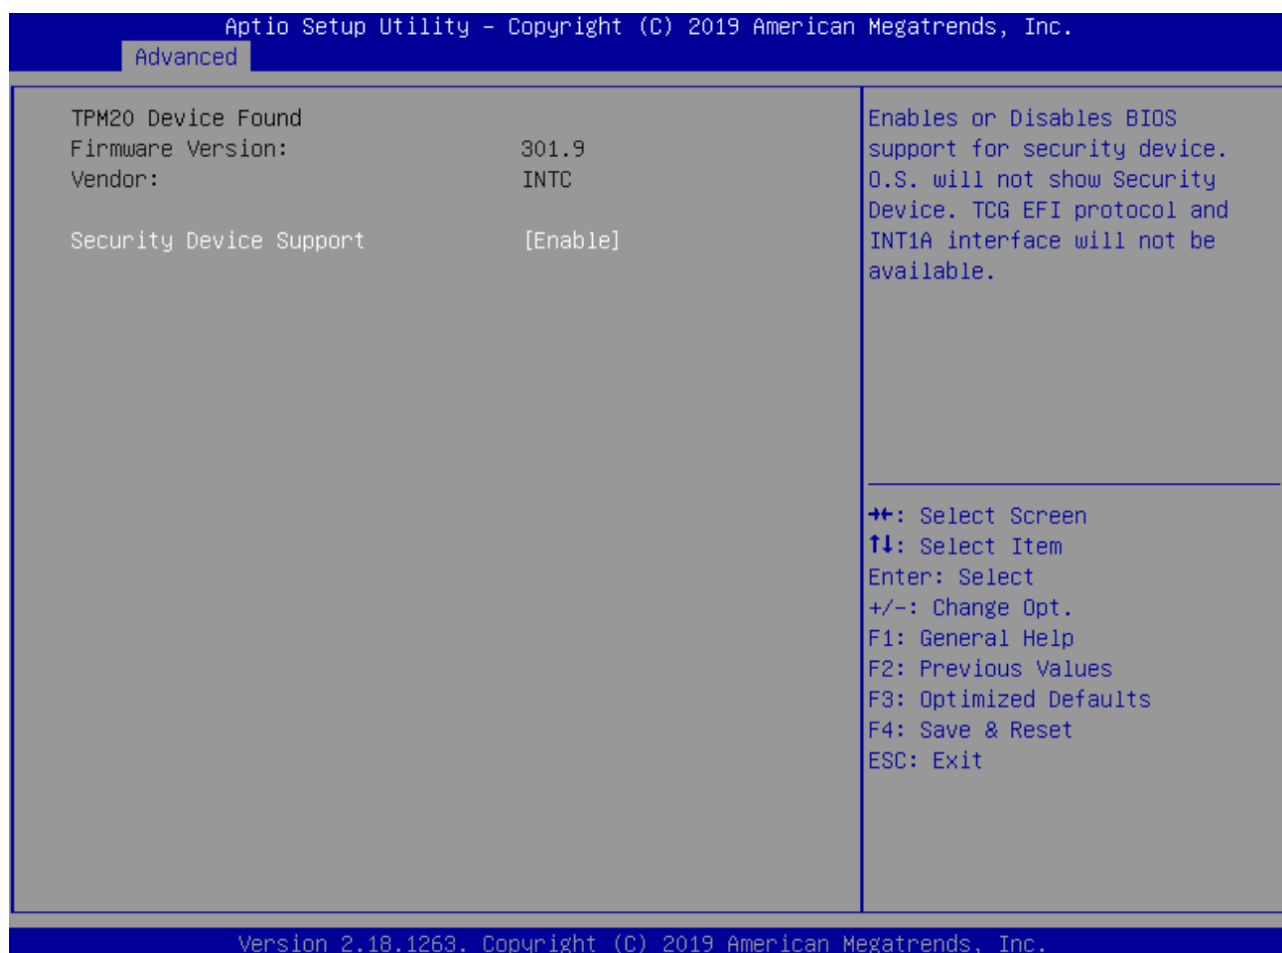 Aptio Setup Utility – Copyright (C) 2019 American Megatrends, Inc.
Advanced
TPM20 Device Found
Firmware Version: 301.9
Vendor: INTC
Security Device Support [Enable]
Enables or Disables BIOS
support for security device.
O.S. will not show Security
Device. TCG EFI protocol and
INT1A interface will not be
available.
→←: Select Screen
↑↓: Select Item
Enter: Select
+/-: Change Opt.
F1: General Help
F2: Previous Values
F3: Optimized Defaults
F4: Save & Reset
ESC: Exit
Version 2.18.1263. Copyright (C) 2019 American Megatrends, Inc.